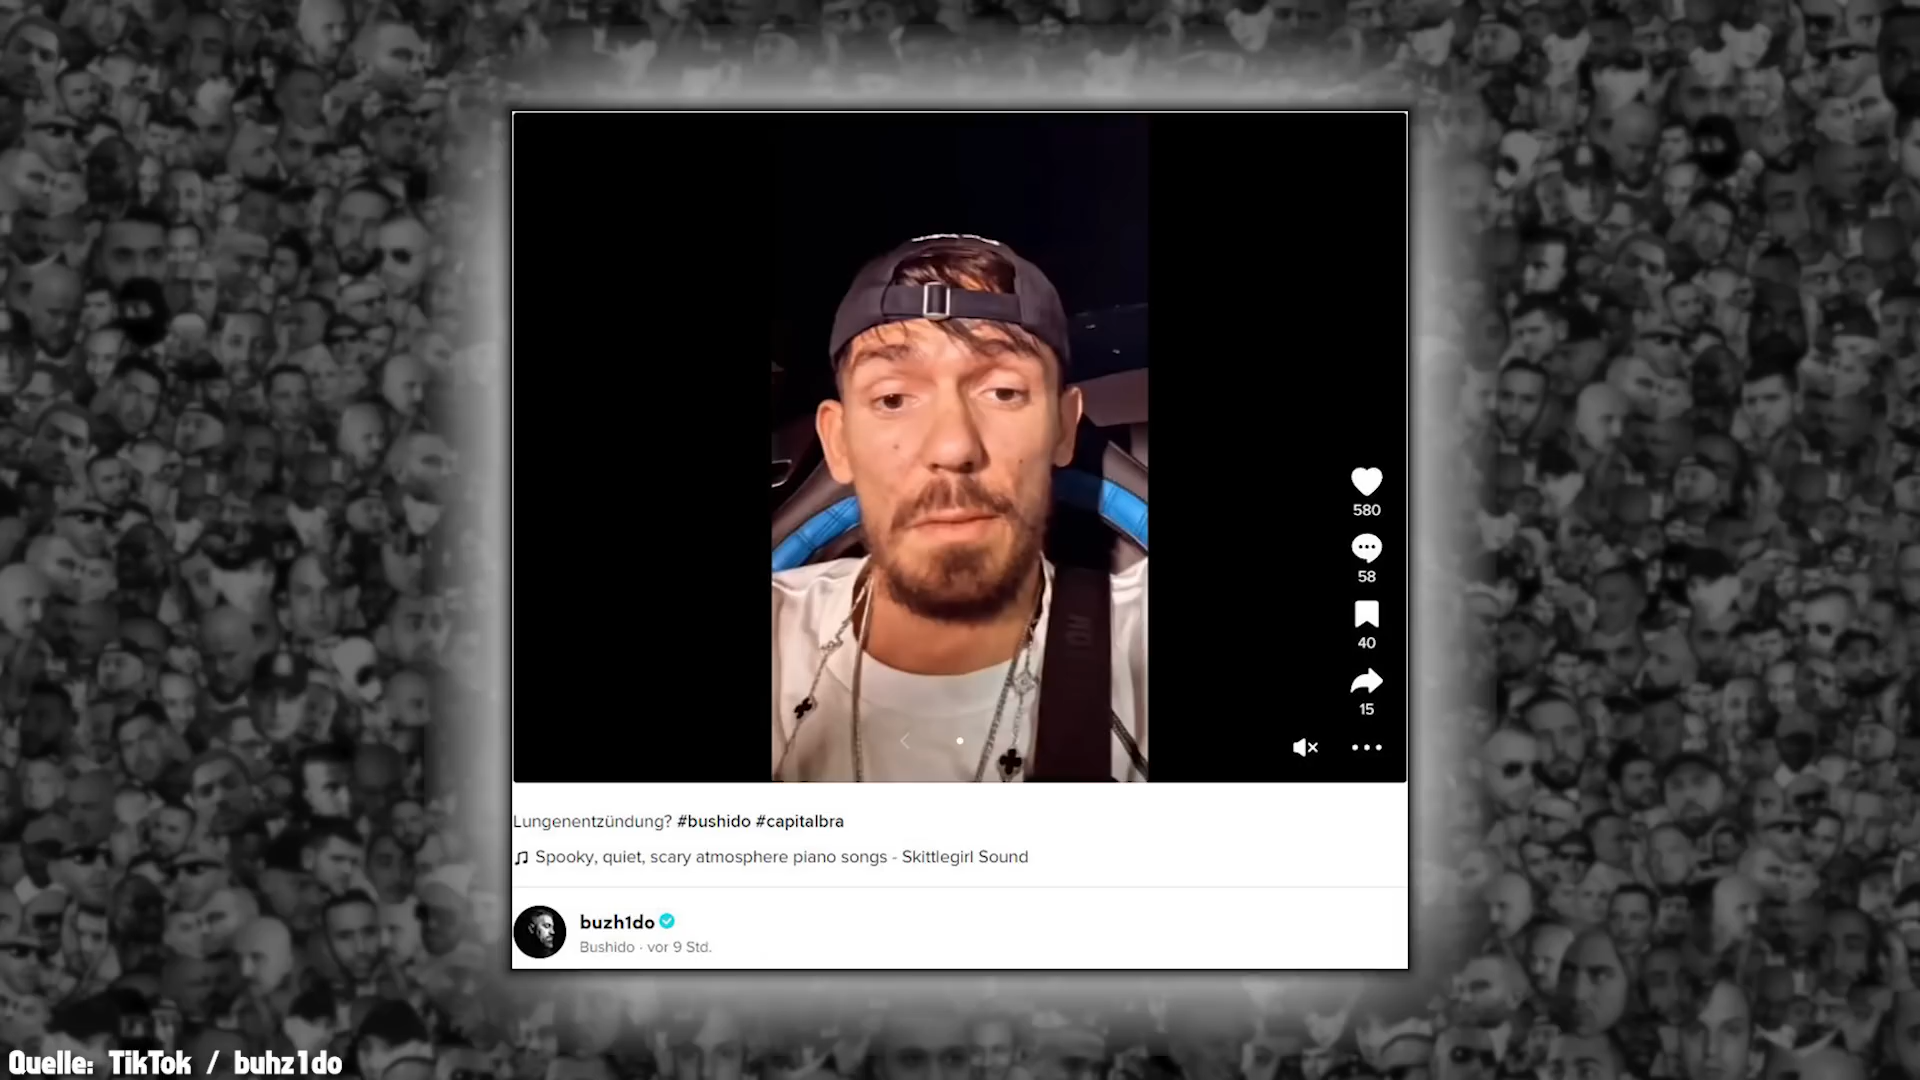 580
58
40
15
Lungenentzündung? #bushido #capitalbra
Spooky, quiet, scary atmosphere piano songs - Skittlegirl Sound
buzh1do
Bushido · vor 9 Std.
Quelle: TikTok / buhz1do